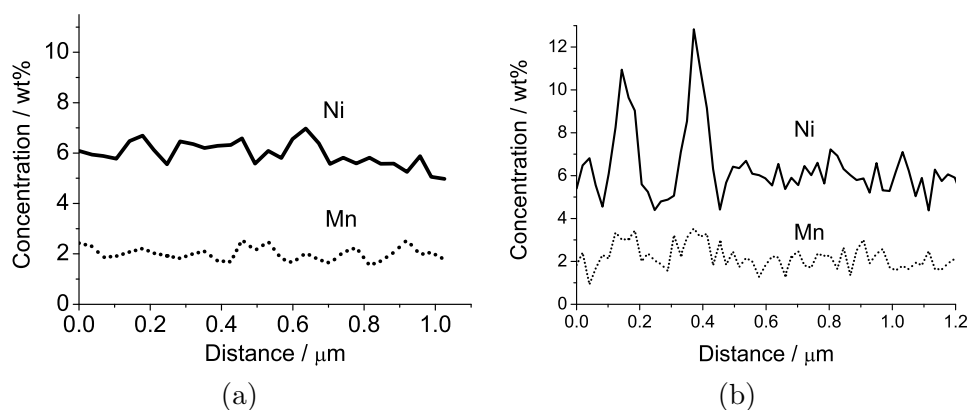 Concentration / wt%
10
8
6
4
2
0
Ni
Mn
0.0 0.2 0.4 0.6 0.8 1.0
Distance / μm
(a)
Concentration / wt%
12
10
8
6
4
2
0
Ni
Mn
0.0 0.2 0.4 0.6 0.8 1.0 1.2
Distance / μm
(b)